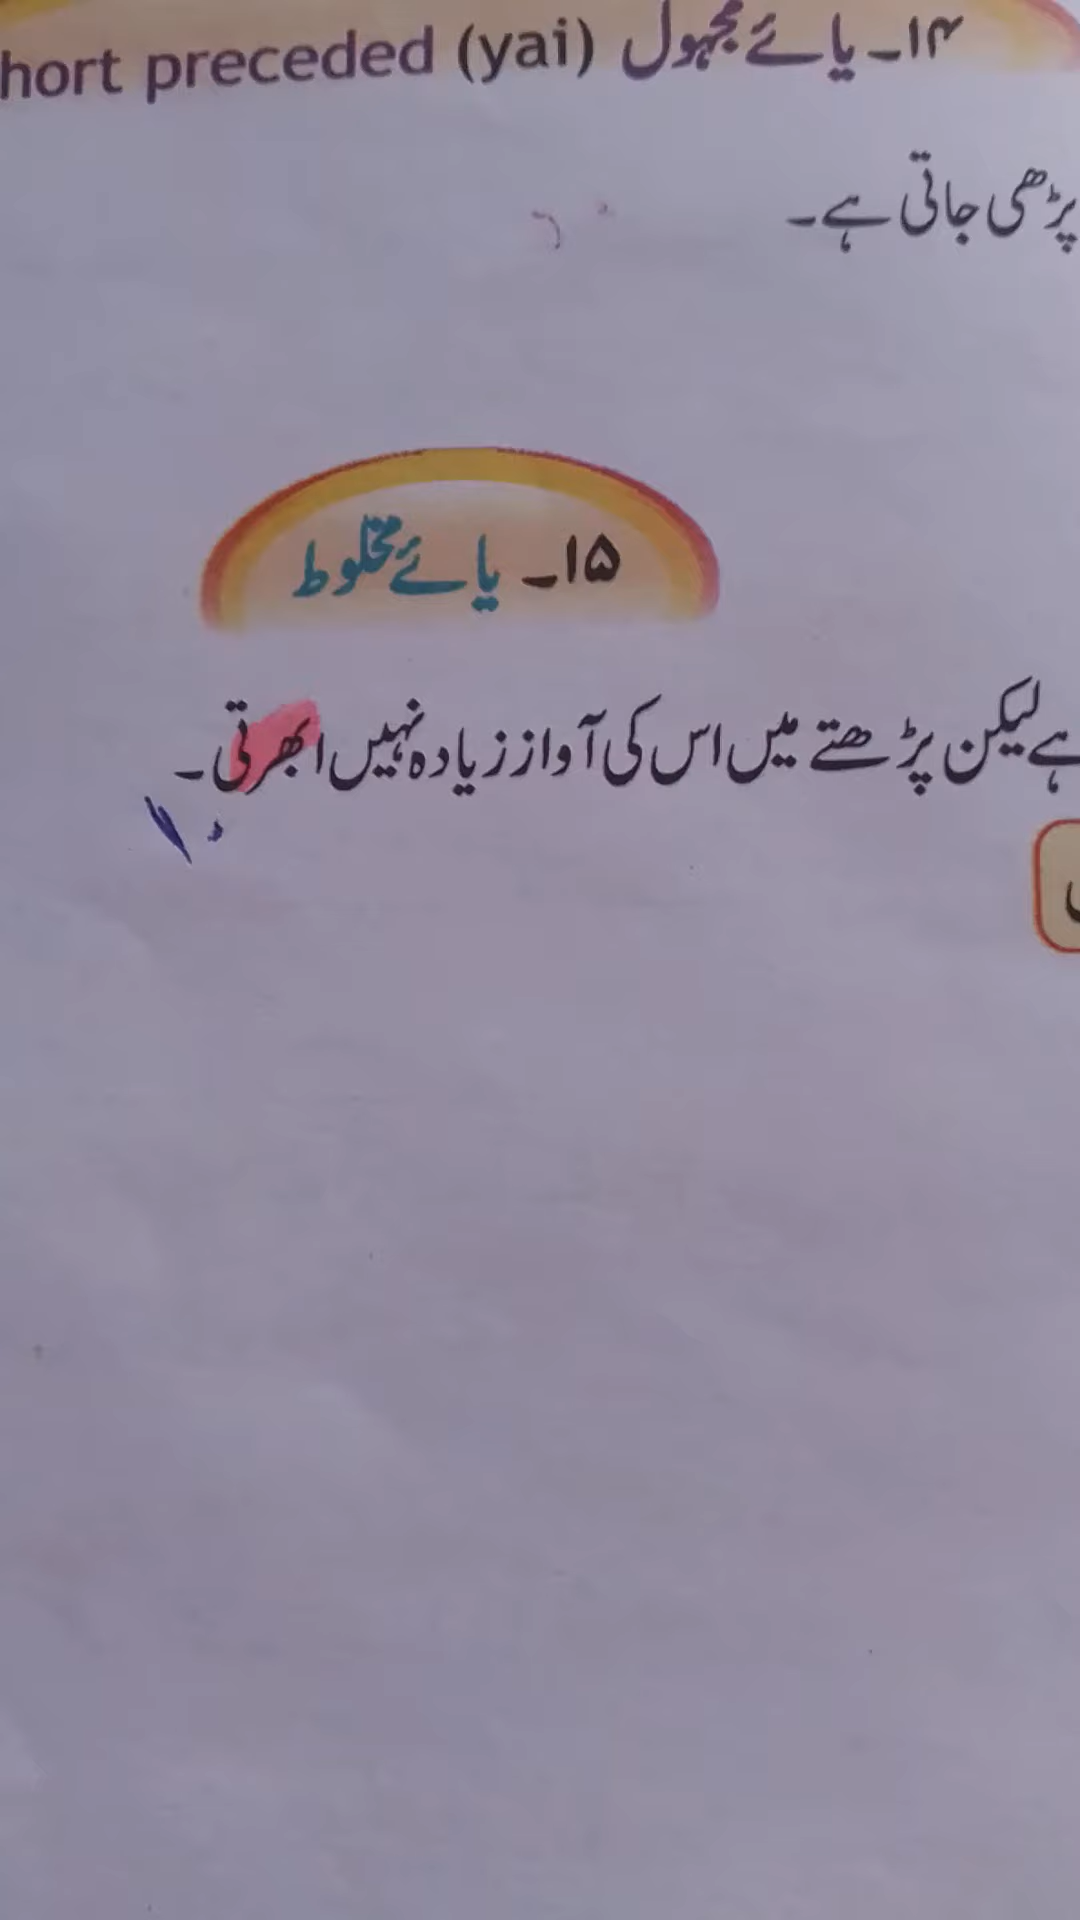 ۱۴۔ یائے مجہول (yai) hort preceded
پڑھی جاتی ہے۔
۱۵۔ یائے مخلوط
ہے لیکن پڑھتے میں اس کی آواز زیادہ نہیں ابھرتی۔